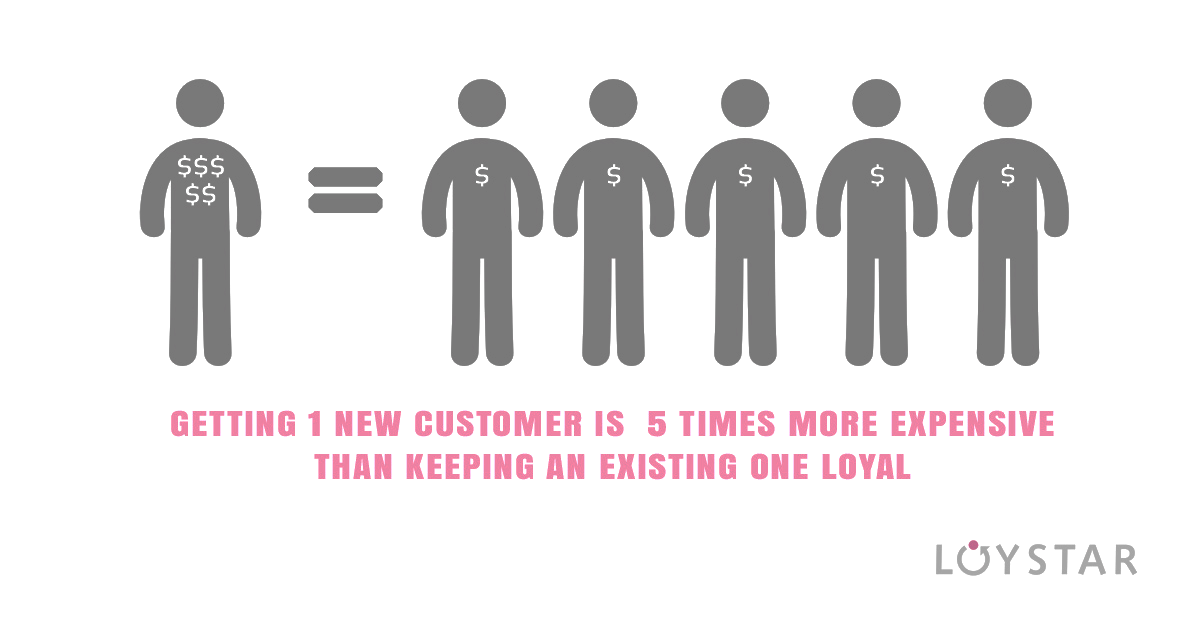 $$$
$$
$ $ $ $ $
GETTING 1 NEW CUSTOMER IS  5 TIMES MORE EXPENSIVE
THAN KEEPING AN EXISTING ONE LOYAL
LOYSTAR